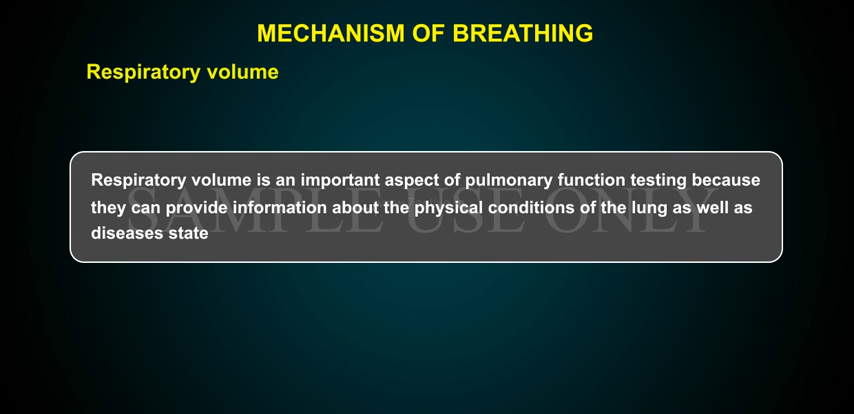 MECHANISM OF BREATHING
Respiratory volume
Respiratory volume is an important aspect of pulmonary function testing because
they can provide information about the physical conditions of the lung as well as
diseases state
SAMPLE USE ONLY